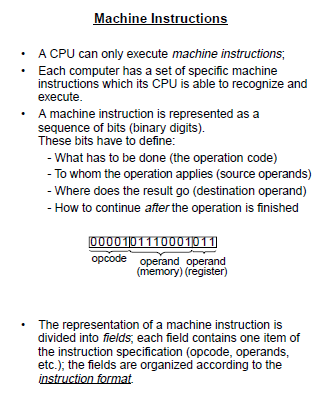 Machine Instructions
• A CPU can only execute machine instructions;
• Each computer has a set of specific machine
instructions which its CPU is able to recognize and
execute.
• A machine instruction is represented as a
sequence of bits (binary digits).
These bits have to define:
- What has to be done (the operation code)
- To whom the operation applies (source operands)
- Where does the result go (destination operand)
- How to continue after the operation is finished
0000101110001011
opcode operand operand
(memory) (register)
• The representation of a machine instruction is
divided into fields; each field contains one item of
the instruction specification (opcode, operands,
etc.); the fields are organized according to the
instruction format.